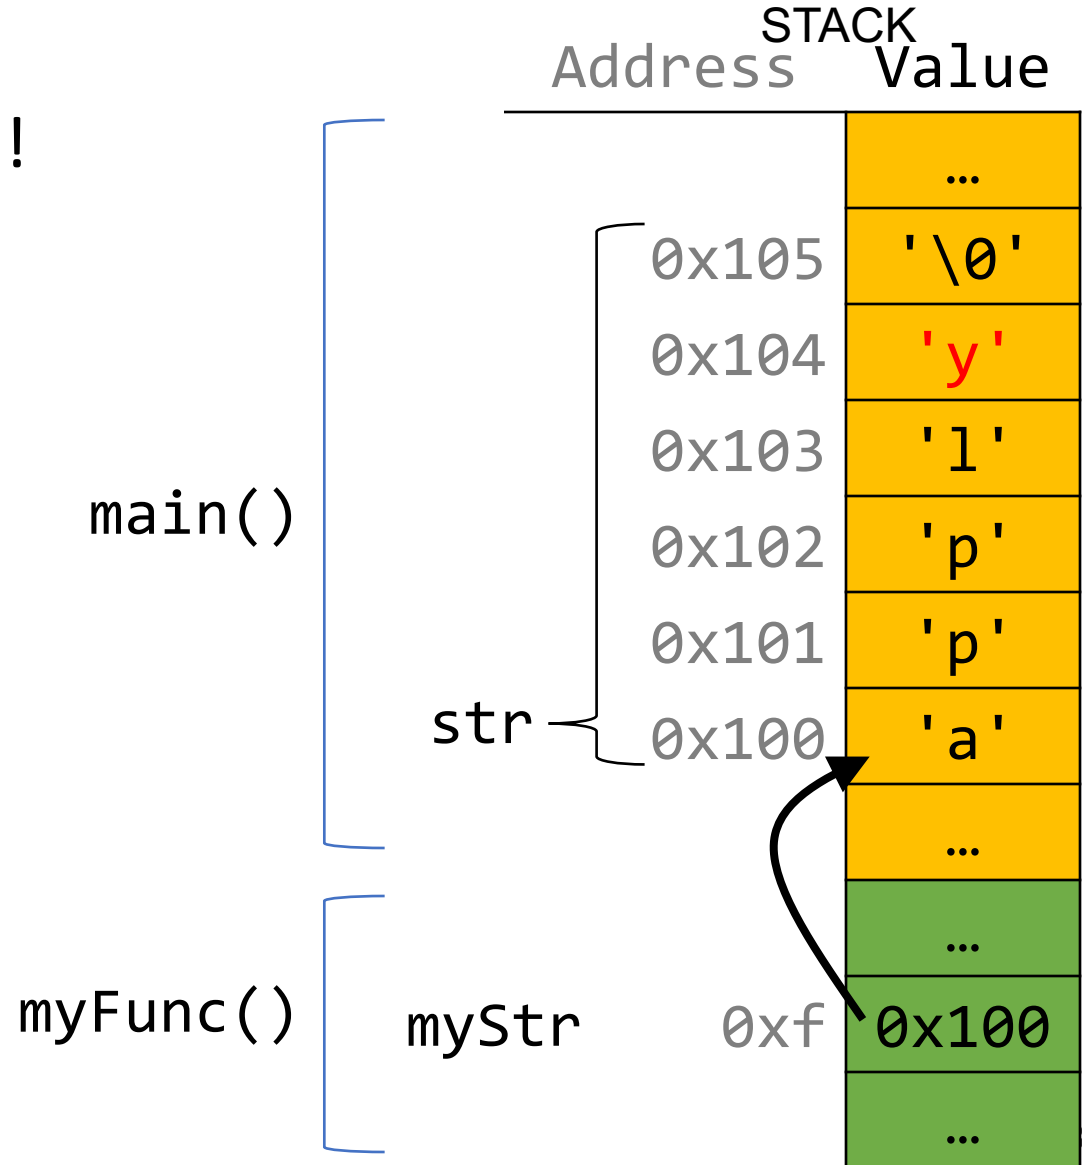 STACK
Address Value
!
…
0x105 '\0'
0x104 'y'
0x103 'l'
main()
0x102 'p'
0x101 'p'
str
0x100 'a'
…
…
myFunc()
myStr 0xf 0x100
…